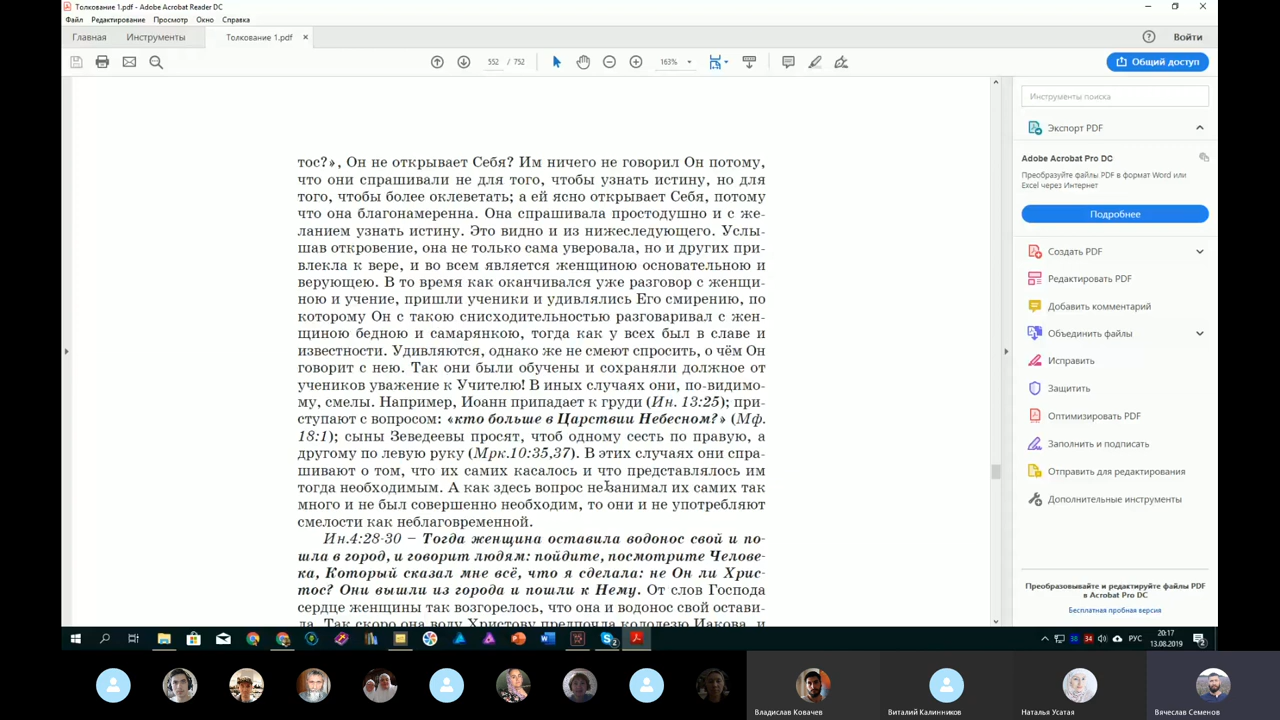 Толкование 1.pdf - Adobe Acrobat Reader DC
Файл Редактирование Просмотр Окно Справка
Главная Инструменты Толкование 1.pdf × Войти
552 / 752 163% Общий доступ
тос?», Он не открывает Себя? Им ничего не говорил Он потому,
что они спрашивали не для того, чтобы узнать истину, но для
того, чтобы более оклеветать; а ей ясно открывает Себя, потому
что она благонамеренна. Она спрашивала простодушно и с же-
ланием узнать истину. Это видно и из нижеследующего. Услы-
шав откровение, она не только сама уверовала, но и других при-
влекла к вере, и во всем является женщиною основательною и
верующею. В то время как оканчивался уже разговор с женщи-
ною и учение, пришли ученики и удивлялись Его смирению, по
которому Он с такою снисходительностью разговаривал с жен-
щиною бедною и самарянкою, тогда как у всех был в славе и
известности. Удивляются, однако же не смеют спросить, о чём Он
говорит с нею. Так они были обучены и сохраняли должное от
учеников уважение к Учителю! В иных случаях они, по-видимо-
му, смелы. Например, Иоанн припадает к груди (Ин. 13:25); при-
ступают с вопросом: «кто больше в Царствии Небесном?» (Мф.
18:1); сыны Зеведеевы просят, чтоб одному сесть по правую, а
другому по левую руку (Мрк.10:35,37). В этих случаях они спра-
шивают о том, что их самих касалось и что представлялось им
тогда необходимым. А как здесь вопрос не занимал их самих так
много и не был совершенно необходим, то они и не употребляют
смелости как неблаговременной.
Ин.4:28-30 – Тогда женщина оставила водонос свой и по-
шла в город, и говорит людям: пойдите, посмотрите Челове-
ка, Который сказал мне всё, что я сделала: не Он ли Хрис-
тос? Они вышли из города и пошли к Нему. От слов Господа
сердце женщины так возгорелось, что она и водонос свой остави-
ла. Так скоро она воду Христову предпочла колодезю Иакова, и
Инструменты поиска
Экспорт PDF
Adobe Acrobat Pro DC
Преобразуйте файлы PDF в формат Word или
Excel через Интернет
Подробнее
Создать PDF
Редактировать PDF
Добавить комментарий
Объединить файлы
Исправить
Защитить
Оптимизировать PDF
Заполнить и подписать
Отправить для редактирования
Дополнительные инструменты
Преобразовывайте и редактируйте файлы PDF
в Acrobat Pro DC
Бесплатная пробная версия
38 34 РУС 20:17
13.08.2019
Владислав Ковачев Виталий Калинников Наталья Усатая Вячеслав Семенов